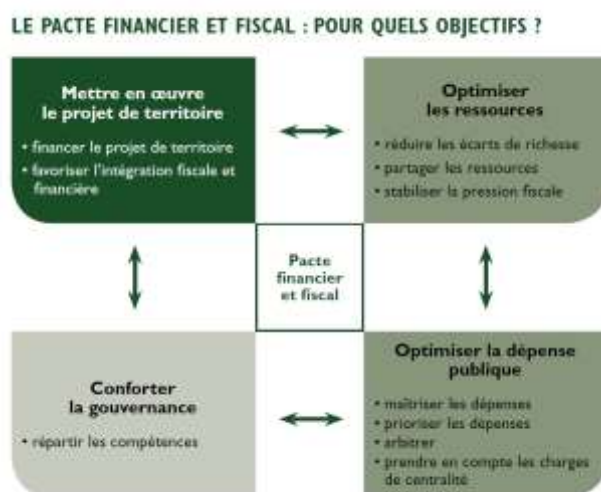 LE PACTE FINANCIER ET FISCAL : POUR QUELS OBJECTIFS ?
Mettre en œuvre
le projet de territoire
• financer le projet de territoire
• favoriser l'intégration fiscale et
financière
Optimiser
les ressources
• réduire les écarts de richesse
• partager les ressources
• stabiliser la pression fiscale
Pacte
financier
et fiscal
Conforter
la gouvernance
• répartir les compétences
Optimiser la dépense
publique
• maîtriser les dépenses
• prioriser les dépenses
• arbitrer
• prendre en compte les charges
de centralité